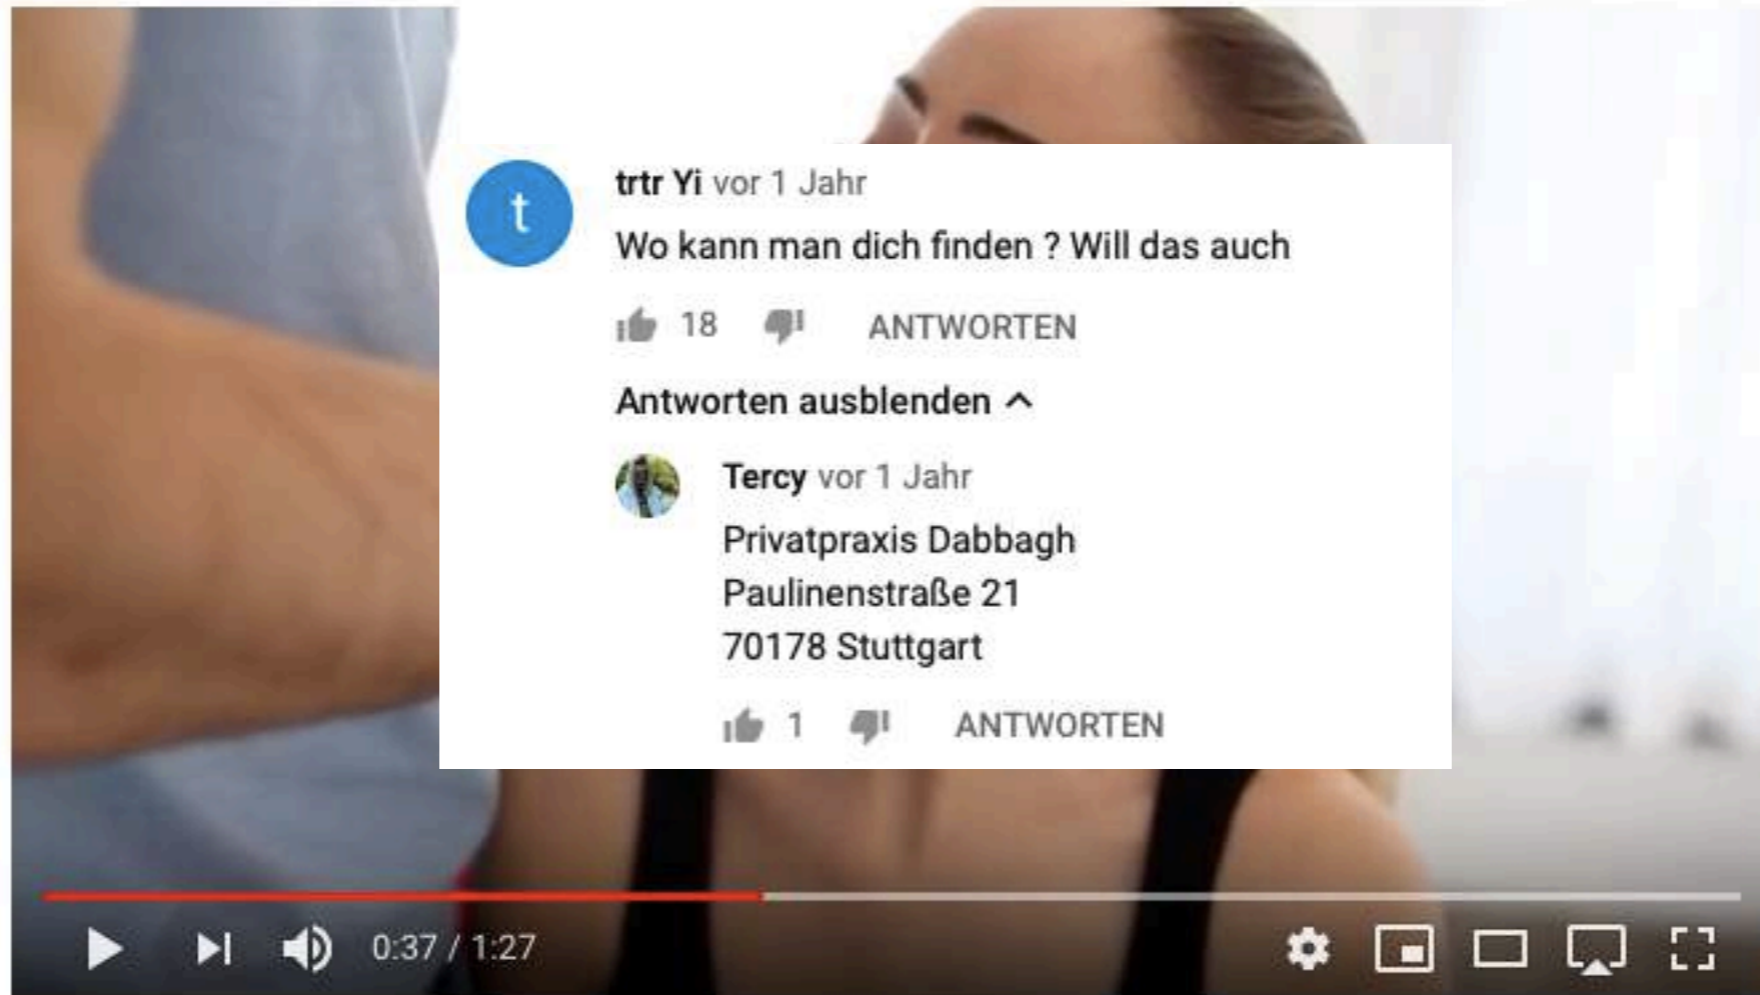 trtr Yi vor 1 Jahr
Wo kann man dich finden ? Will das auch
18 ANTWORTEN
Antworten ausblenden
Tercy vor 1 Jahr
Privatpraxis Dabbagh
Paulinenstraße 21
70178 Stuttgart
1 ANTWORTEN
0:37 / 1:27